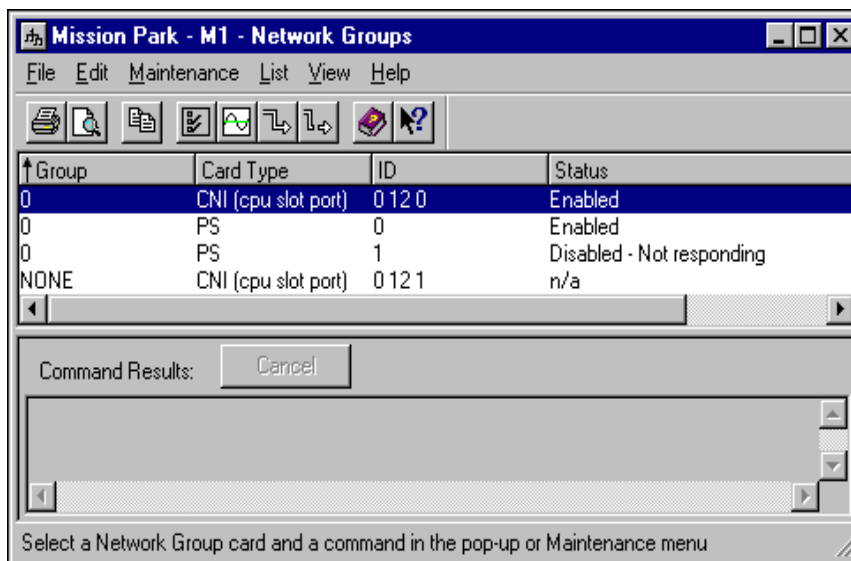 Mission Park - M1 - Network Groups
File Edit Maintenance List View Help
Group Card Type ID Status
0 CNI (cpu slot port) 0 12 0 Enabled
0 PS 0 Enabled
0 PS 1 Disabled - Not responding
NONE CNI (cpu slot port) 0 12 1 n/a
Command Results: Cancel
Select a Network Group card and a command in the pop-up or Maintenance menu